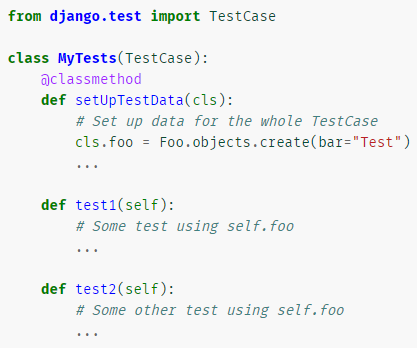 from django.test import TestCase
class MyTests(TestCase):
    @classmethod
    def setUpTestData(cls):
        # Set up data for the whole TestCase
        cls.foo = Foo.objects.create(bar="Test")
        ...
    def test1(self):
        # Some test using self.foo
        ...
    def test2(self):
        # Some other test using self.foo
        ...